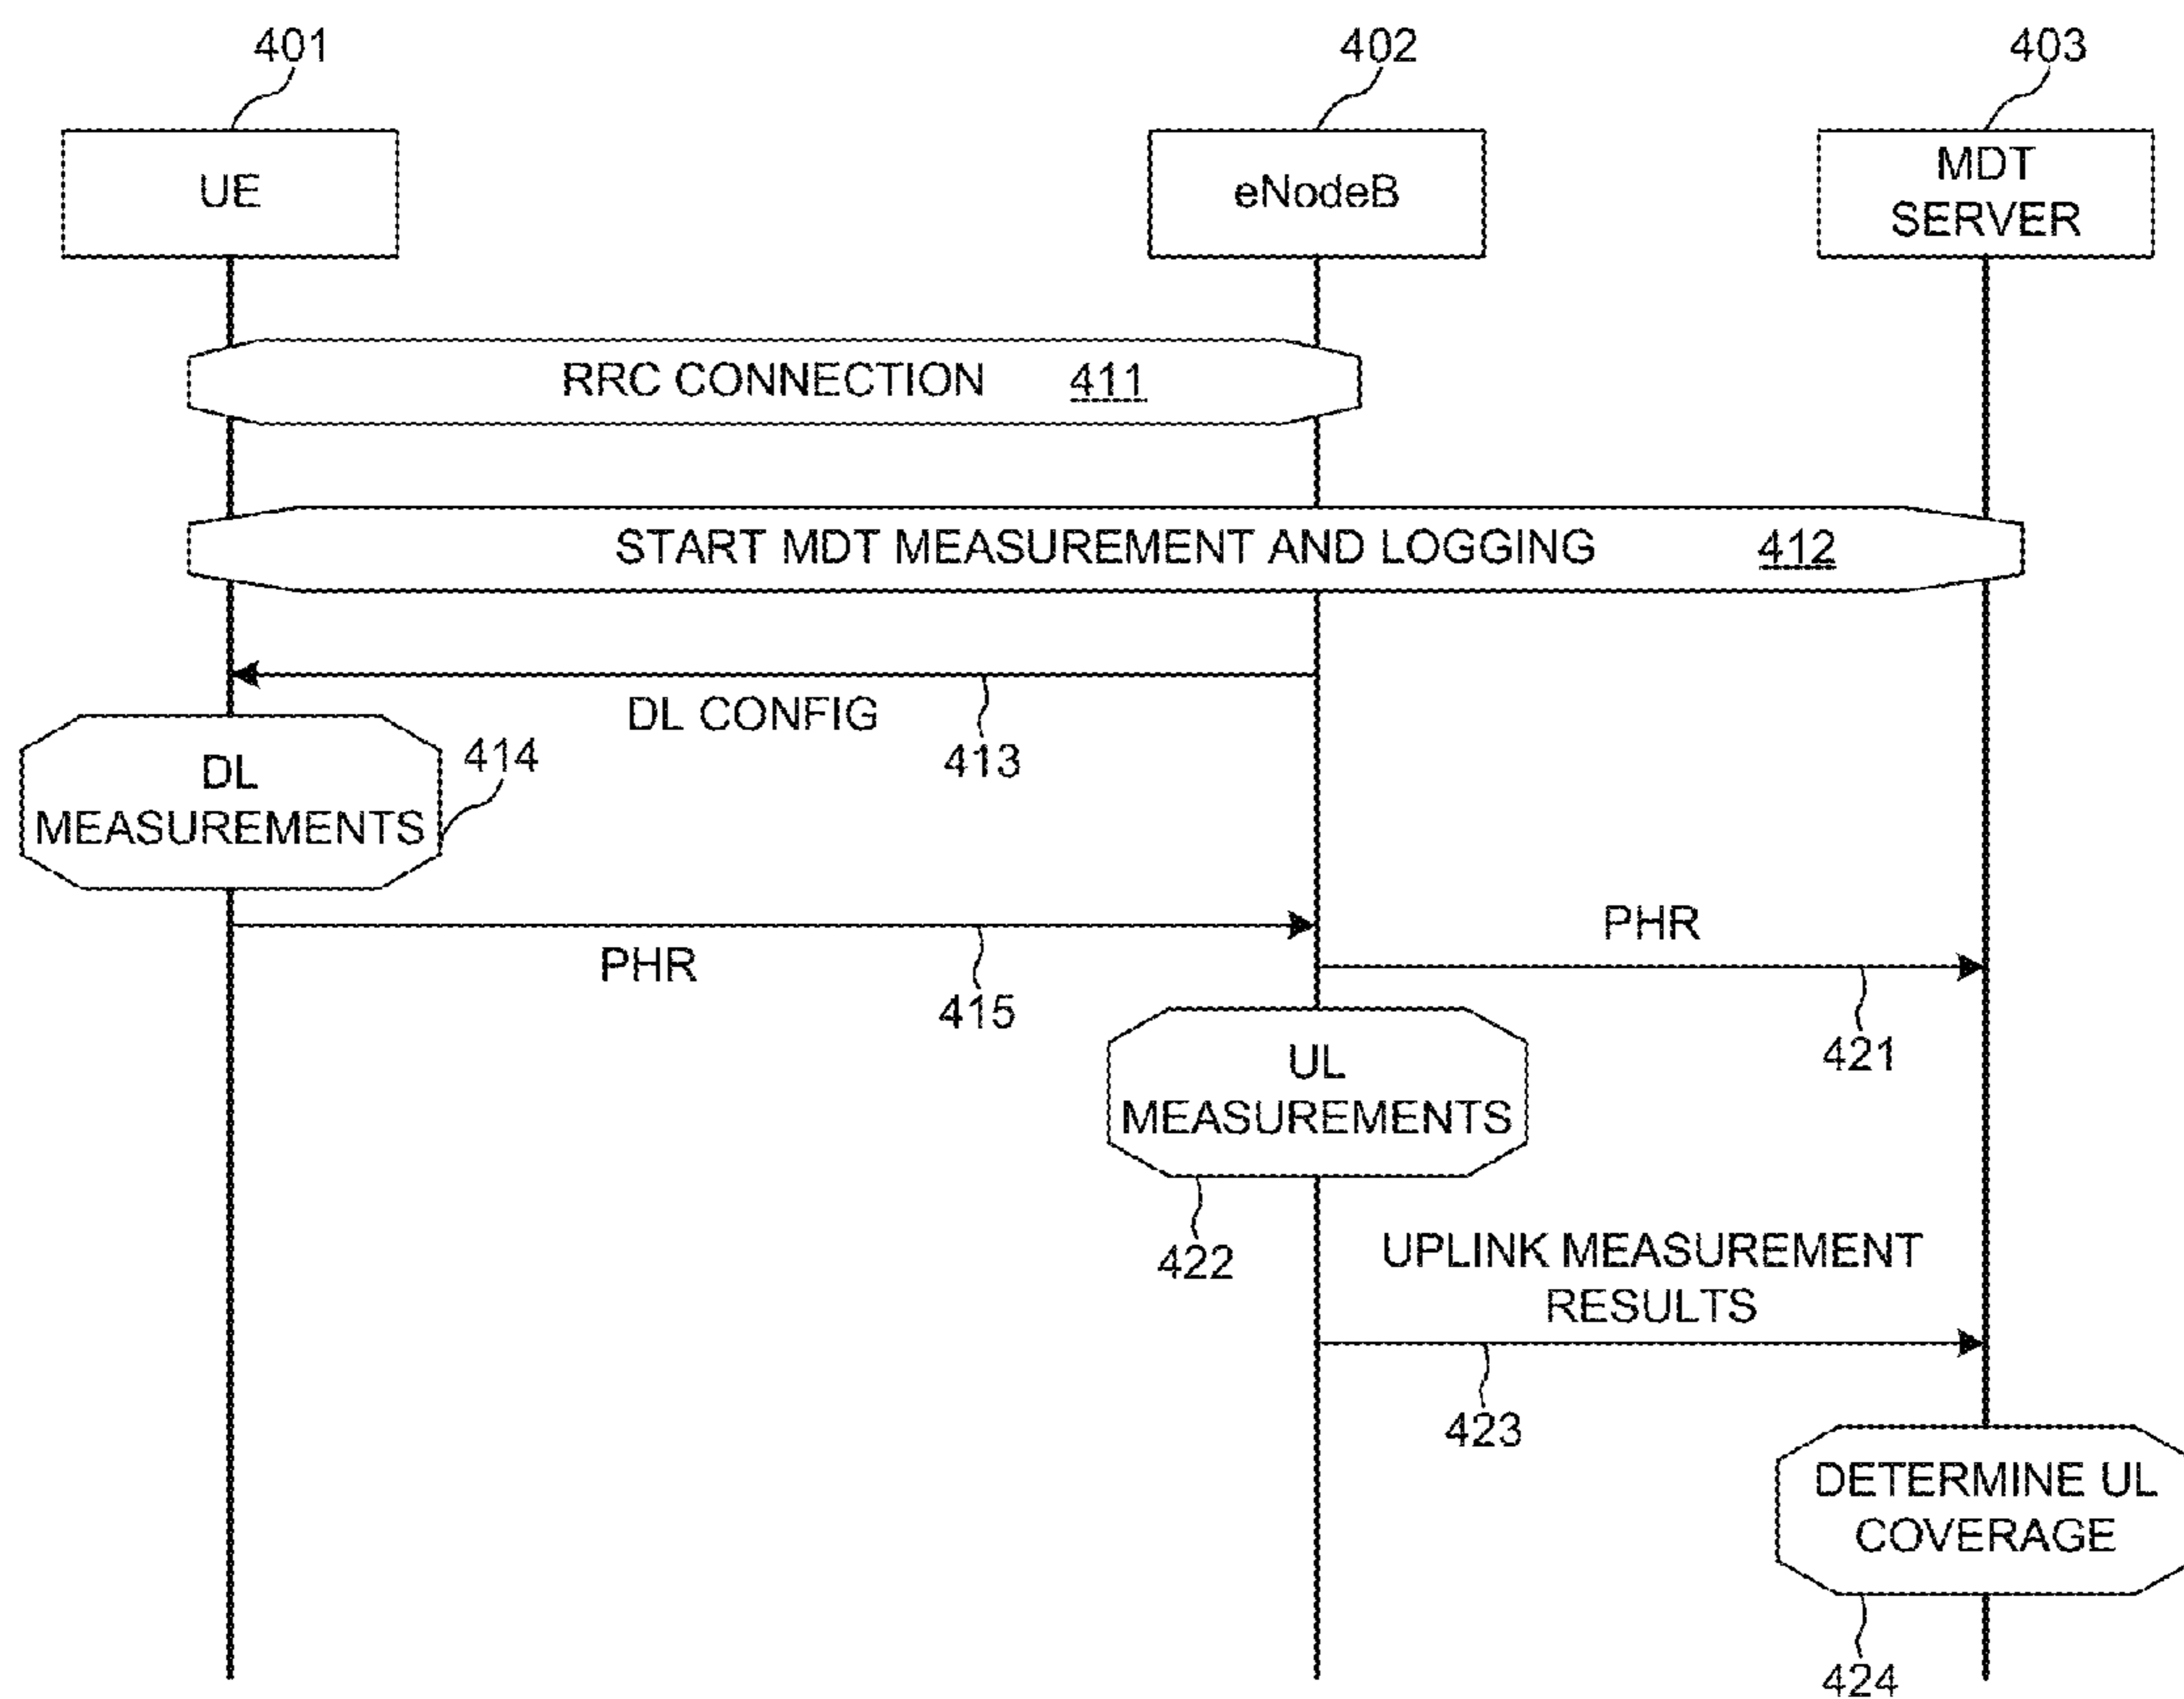 401
402
403
UE
eNodeB
MDT
SERVER
RRC CONNECTION 411
START MDT MEASUREMENT AND LOGGING 412
DL CONFIG
413
DL
MEASUREMENTS
414
PHR
415
PHR
421
UL
MEASUREMENTS
422
UPLINK MEASUREMENT
RESULTS
423
DETERMINE UL
COVERAGE
424